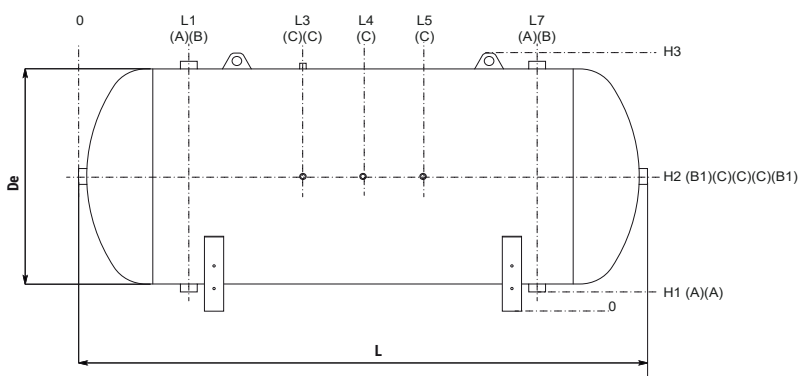 0 L1 L3 L4 L5 L7
(A)(B) (C)(C) (C) (C) (A)(B)
H3
De
H2 (B1)(C)(C)(C)(B1)
H1 (A)(A)
0
L